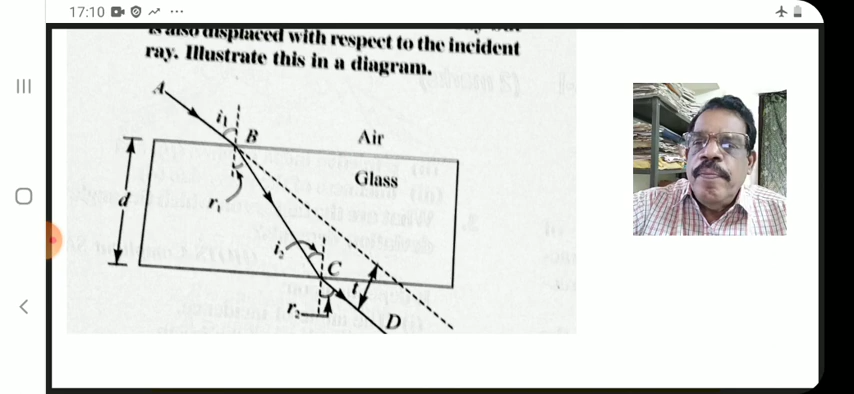 17:10
is also displaced with respect to the incident
ray. Illustrate this in a diagram.
A
i₁
B
Air
Glass
d
r₁
i₂
C
t
r₂
D